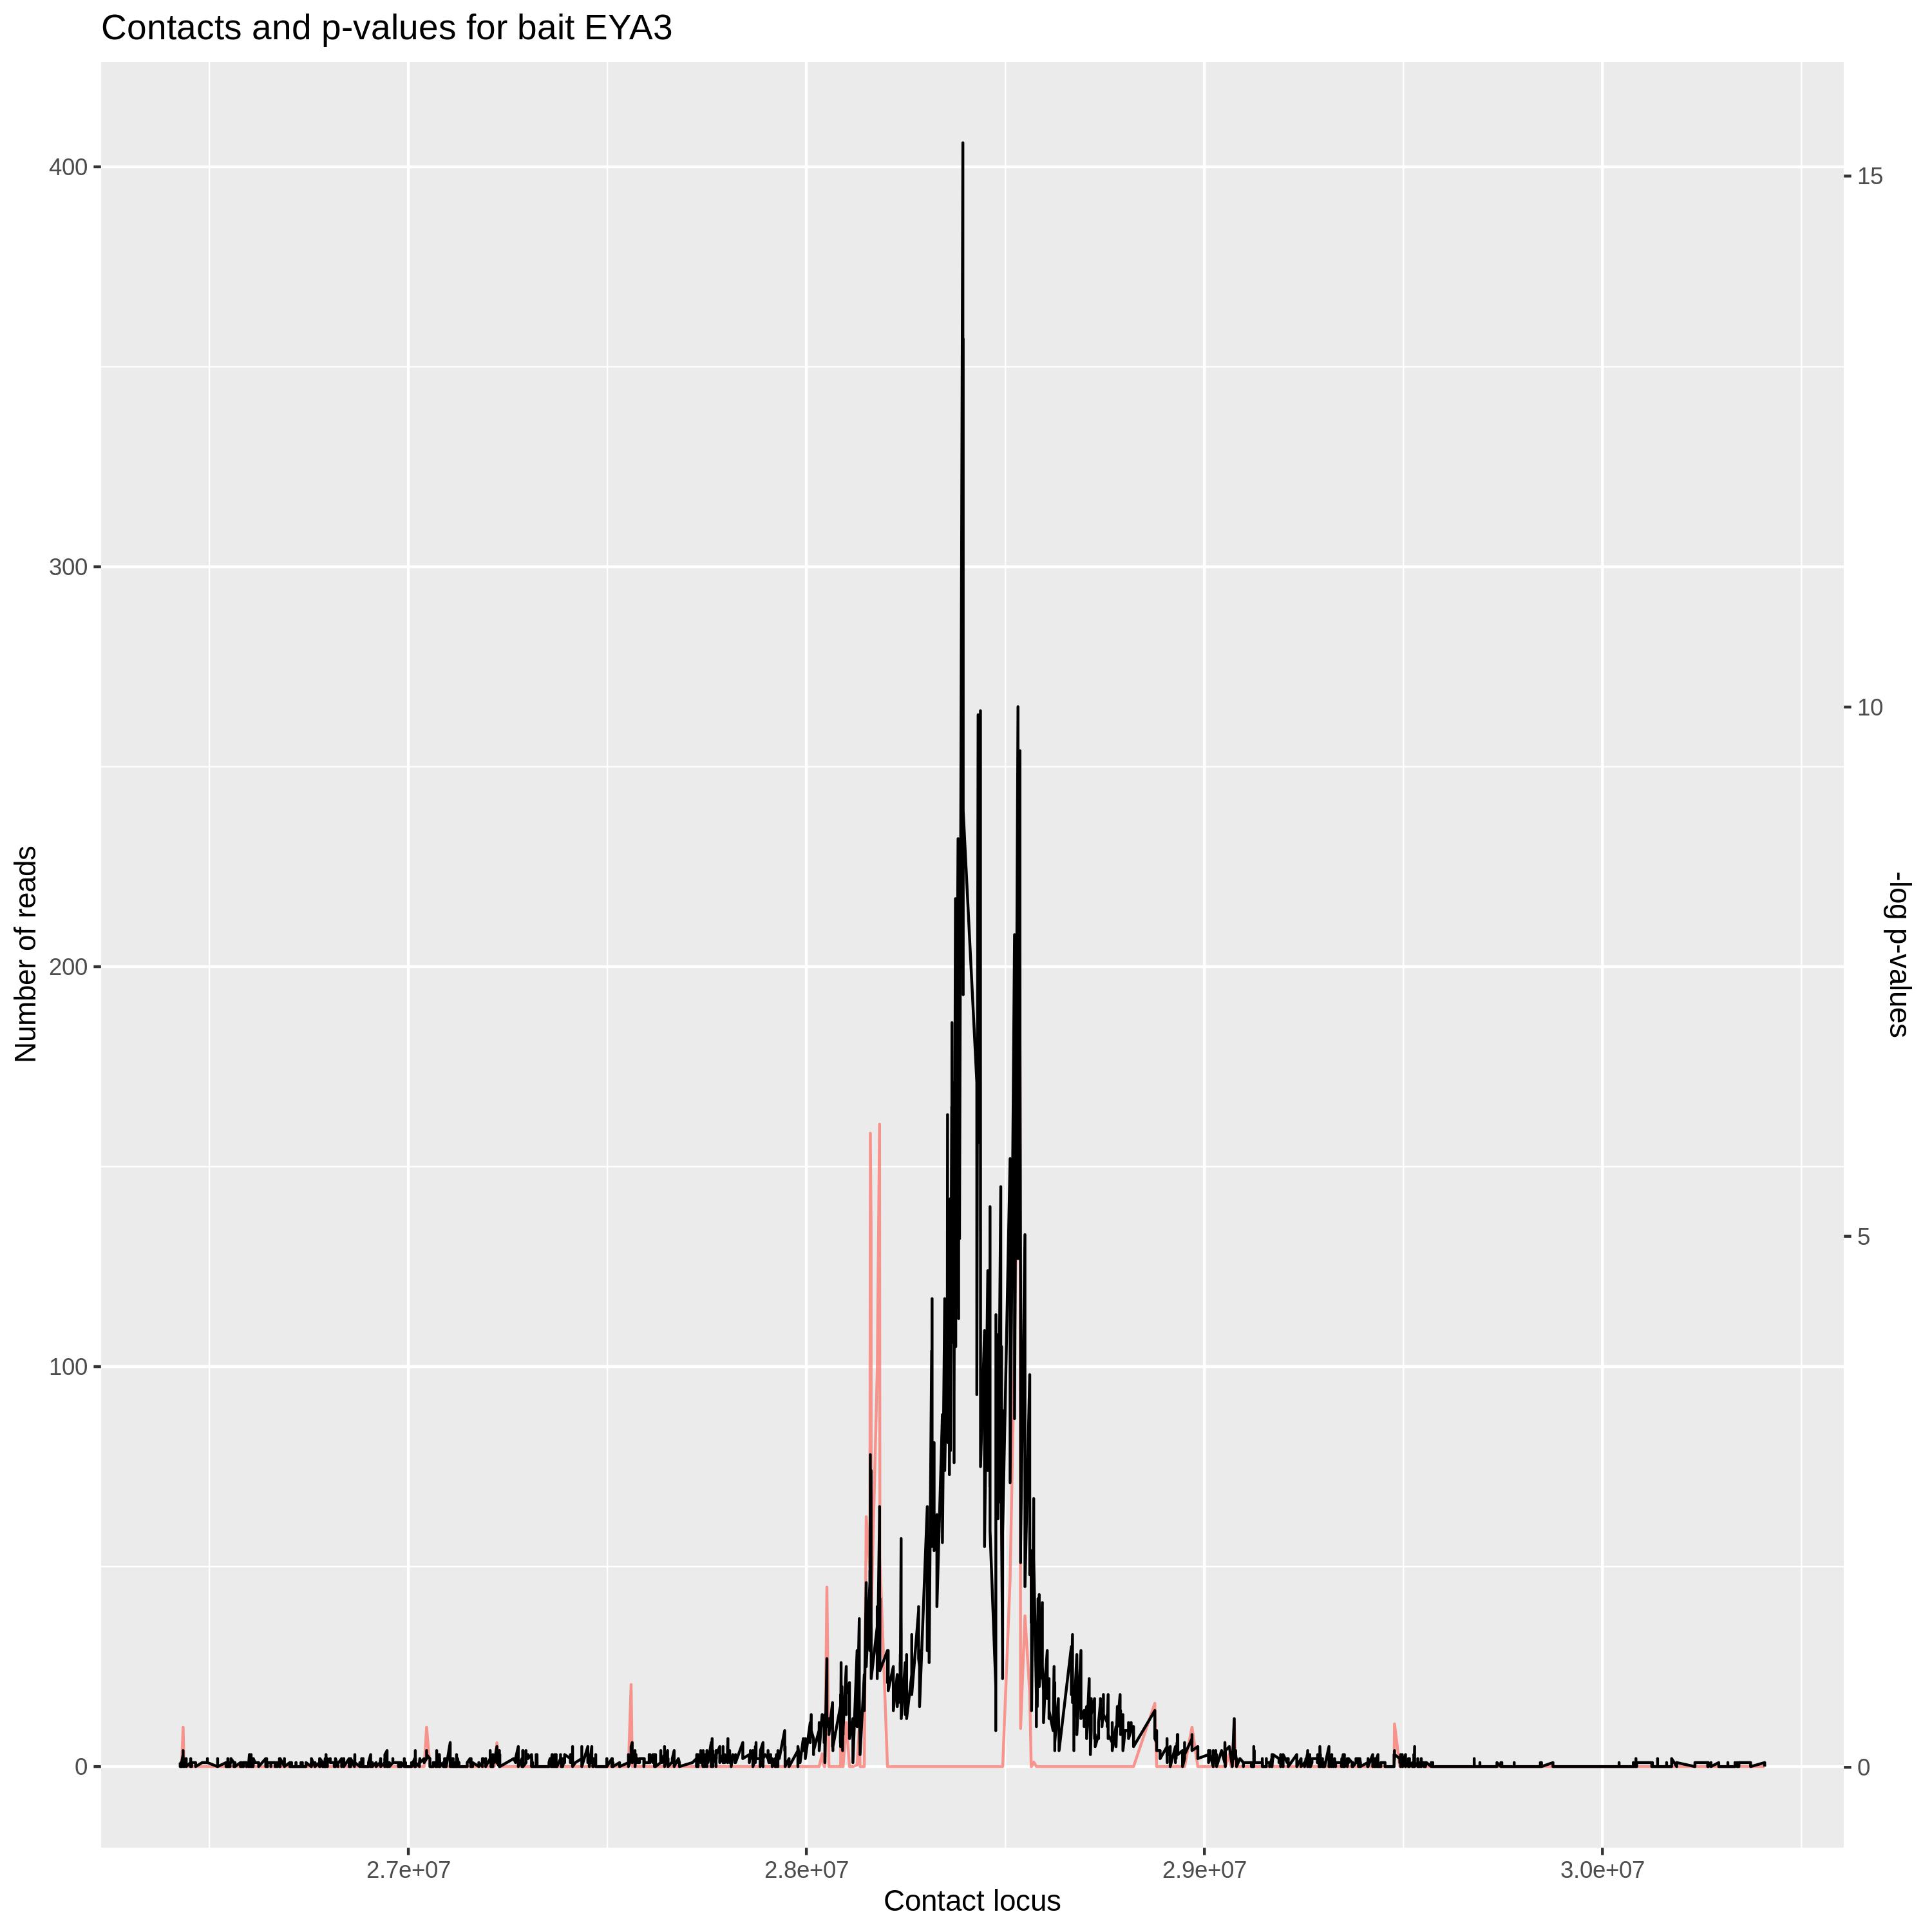 Contacts and p-values for bait EYA3
400
300
200
100
0
Number of reads
15
10
5
0
-log p-values
2.7e+07 2.8e+07 2.9e+07 3.0e+07
Contact locus